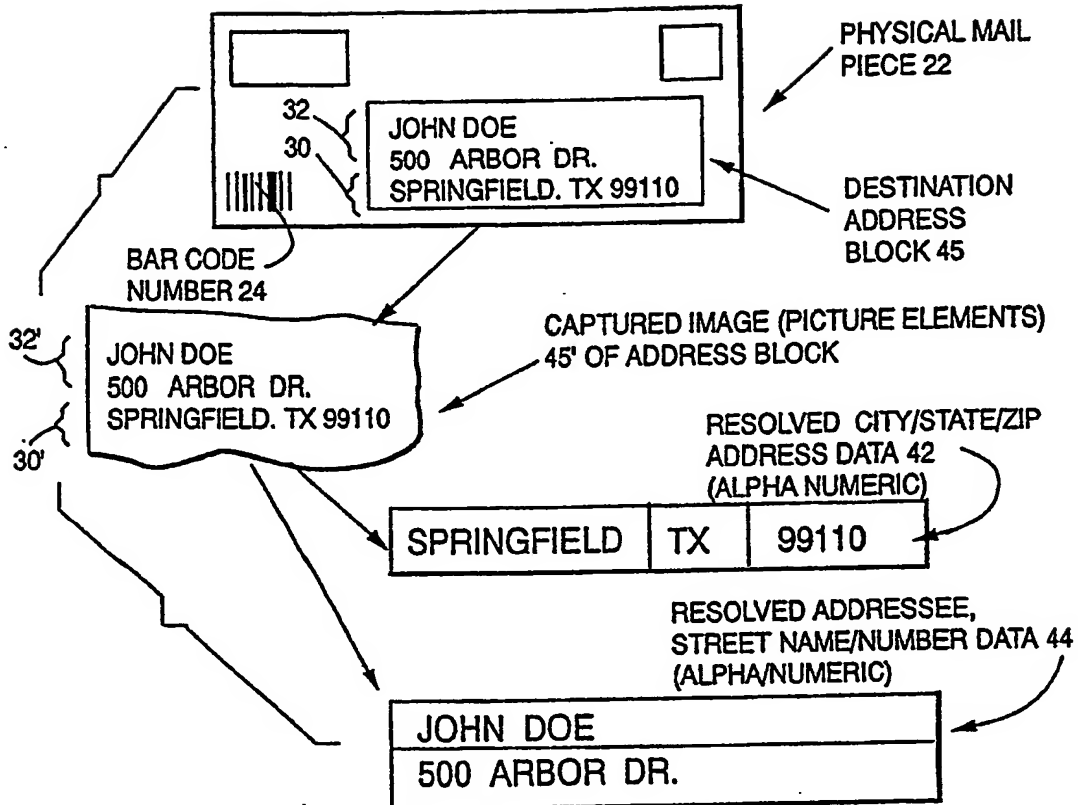 PHYSICAL MAIL
PIECE 22
32
30
JOHN DOE
500 ARBOR DR.
SPRINGFIELD. TX 99110
DESTINATION
ADDRESS
BLOCK 45
BAR CODE
NUMBER 24
32'
30'
JOHN DOE
500 ARBOR DR.
SPRINGFIELD. TX 99110
CAPTURED IMAGE (PICTURE ELEMENTS)
45' OF ADDRESS BLOCK
RESOLVED CITY/STATE/ZIP
ADDRESS DATA 42
(ALPHA NUMERIC)
SPRINGFIELD TX 99110
RESOLVED ADDRESSEE,
STREET NAME/NUMBER DATA 44
(ALPHA/NUMERIC)
JOHN DOE
500 ARBOR DR.